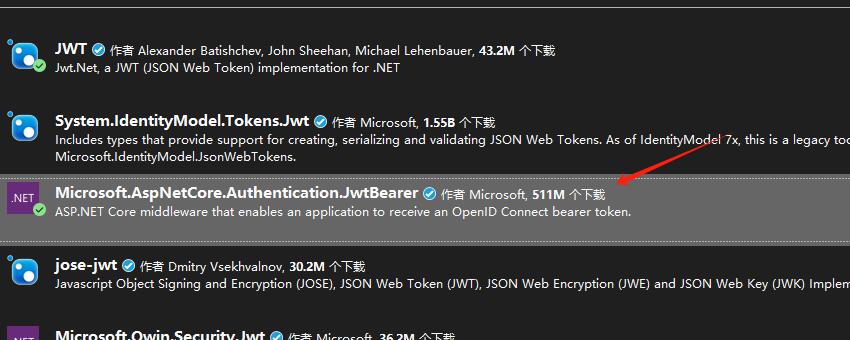 JWT 作者 Alexander Batishchev, John Sheehan, Michael Lehenbauer, 43.2M 个下载
Jwt.Net, a JWT (JSON Web Token) implementation for .NET
System.IdentityModel.Tokens.Jwt 作者 Microsoft, 1.55B 个下载
Includes types that provide support for creating, serializing and validating JSON Web Tokens. As of IdentityModel 7x, this is a legacy too
Microsoft.IdentityModel.JsonWebTokens.
.NET Microsoft.AspNetCore.Authentication.JwtBearer 作者 Microsoft, 511M 个下载
ASP.NET Core middleware that enables an application to receive an OpenID Connect bearer token.
jose-jwt 作者 Dmitry Vsekhvalnov, 30.2M 个下载
Javascript Object Signing and Encryption (JOSE), JSON Web Token (JWT), JSON Web Encryption (JWE) and JSON Web Key (JWK) Implem
.NET Microsoft.Owin.Security.Jwt 作者 Microsoft, 36.2M 个下载